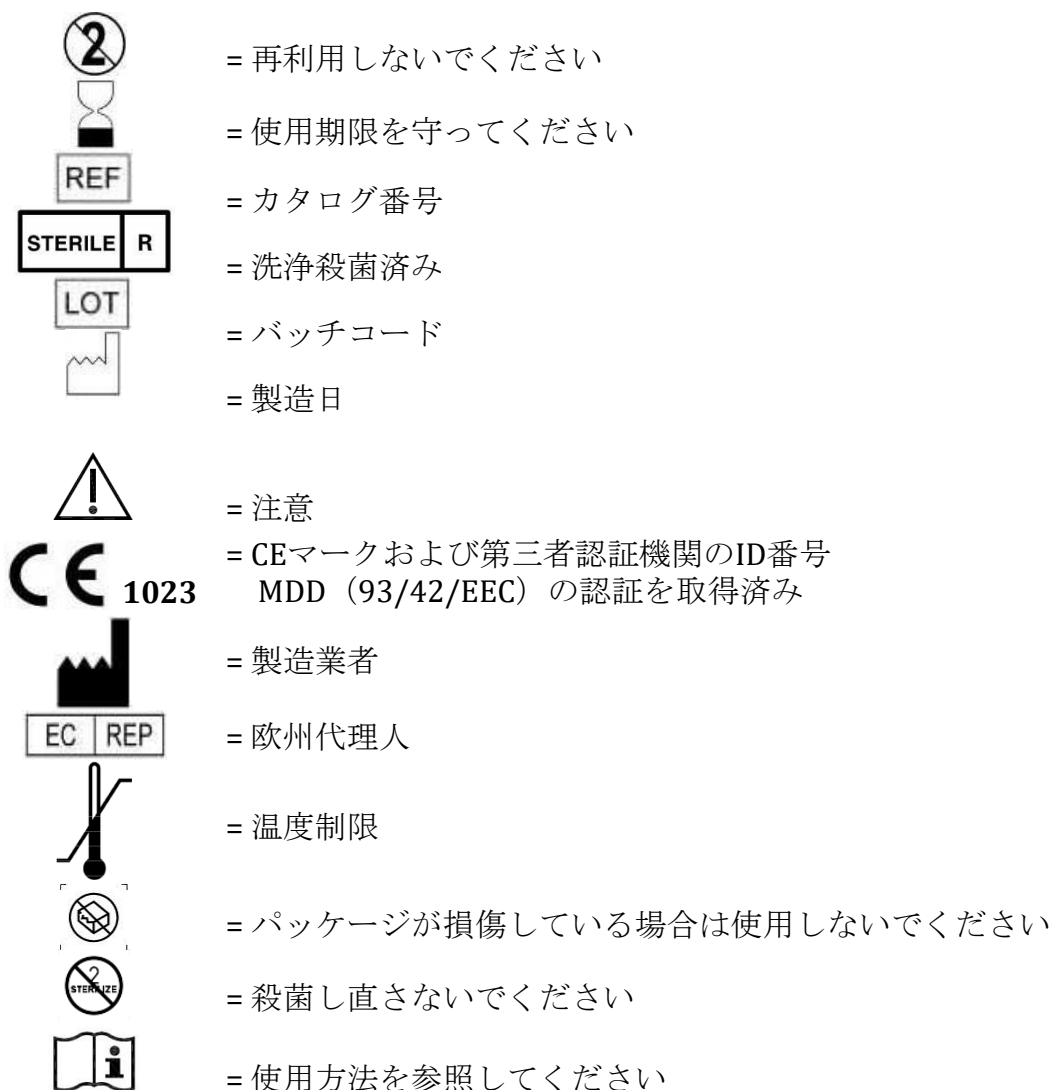 2
= 再利用しないでください
= 使用期限を守ってください
REF
= カタログ番号
STERILE R
= 洗浄殺菌済み
LOT
= バッチコード
= 製造日
= 注意
= CEマークおよび第三者認証機関のID番号
CE 1023 MDD（93/42/EEC）の認証を取得済み
= 製造業者
EC REP
= 欧州代理人
= 温度制限
= パッケージが損傷している場合は使用しないでください
2
STERILIZE
= 殺菌し直さないでください
i
= 使用方法を参照してください